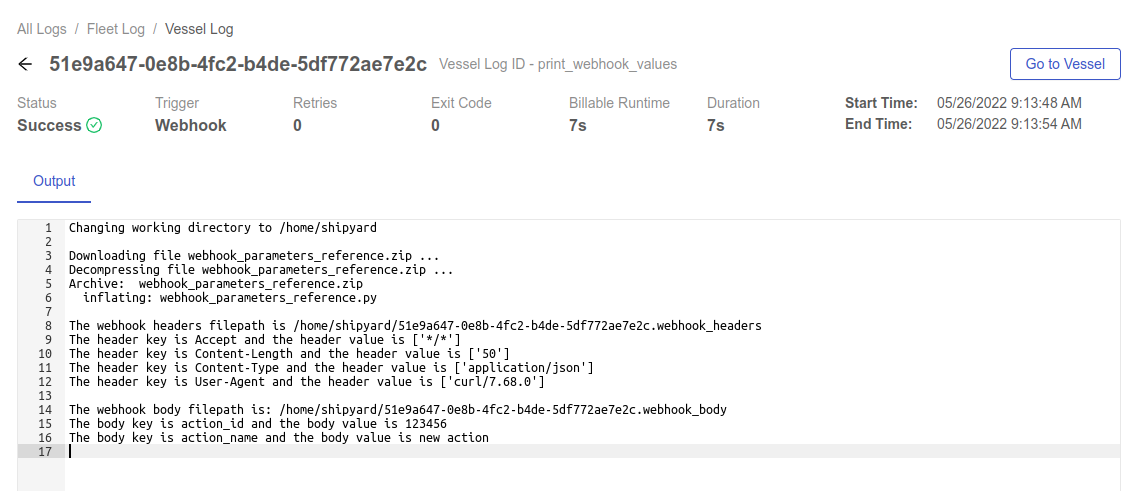 All Logs / Fleet Log / Vessel Log
51e9a647-0e8b-4fc2-b4de-5df772ae7e2c Vessel Log ID - print_webhook_values Go to Vessel
Status Trigger Retries Exit Code Billable Runtime Duration Start Time: 05/26/2022 9:13:48 AM
Success Webhook 0 0 7s 7s End Time: 05/26/2022 9:13:54 AM
Output
1 Changing working directory to /home/shipyard
2
3 Downloading file webhook_parameters_reference.zip ...
4 Decompressing file webhook_parameters_reference.zip ...
5 Archive:  webhook_parameters_reference.zip
6   inflating: webhook_parameters_reference.py
7
8 The webhook headers filepath is /home/shipyard/51e9a647-0e8b-4fc2-b4de-5df772ae7e2c.webhook_headers
9 The header key is Accept and the header value is ['*/*']
10 The header key is Content-Length and the header value is ['50']
11 The header key is Content-Type and the header value is ['application/json']
12 The header key is User-Agent and the header value is ['curl/7.68.0']
13
14 The webhook body filepath is: /home/shipyard/51e9a647-0e8b-4fc2-b4de-5df772ae7e2c.webhook_body
15 The body key is action_id and the body value is 123456
16 The body key is action_name and the body value is new action
17